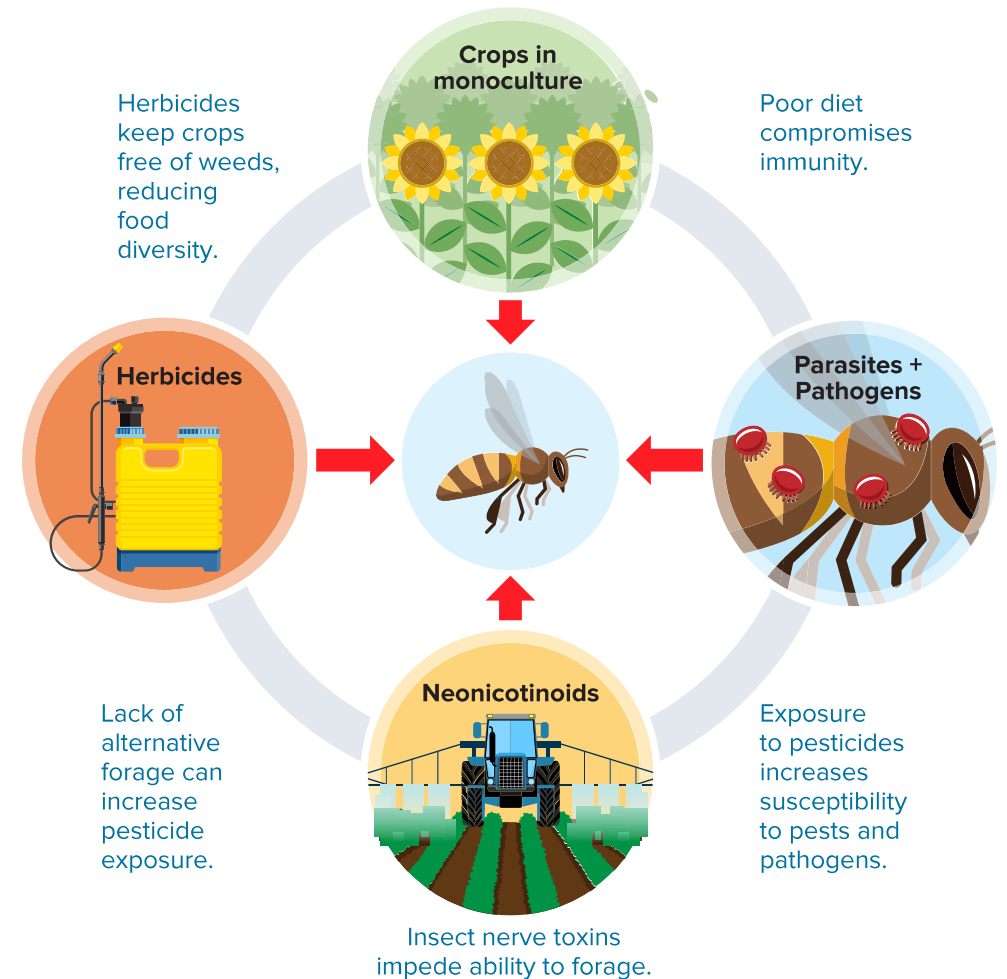 Crops in
monoculture
Herbicides
keep crops
free of weeds,
reducing
food
diversity.
Poor diet
compromises
immunity.
Herbicides
Parasites +
Pathogens
Neonicotinoids
Lack of
alternative
forage can
increase
pesticide
exposure.
Exposure
to pesticides
increases
susceptibility
to pests and
pathogens.
Insect nerve toxins
impede ability to forage.